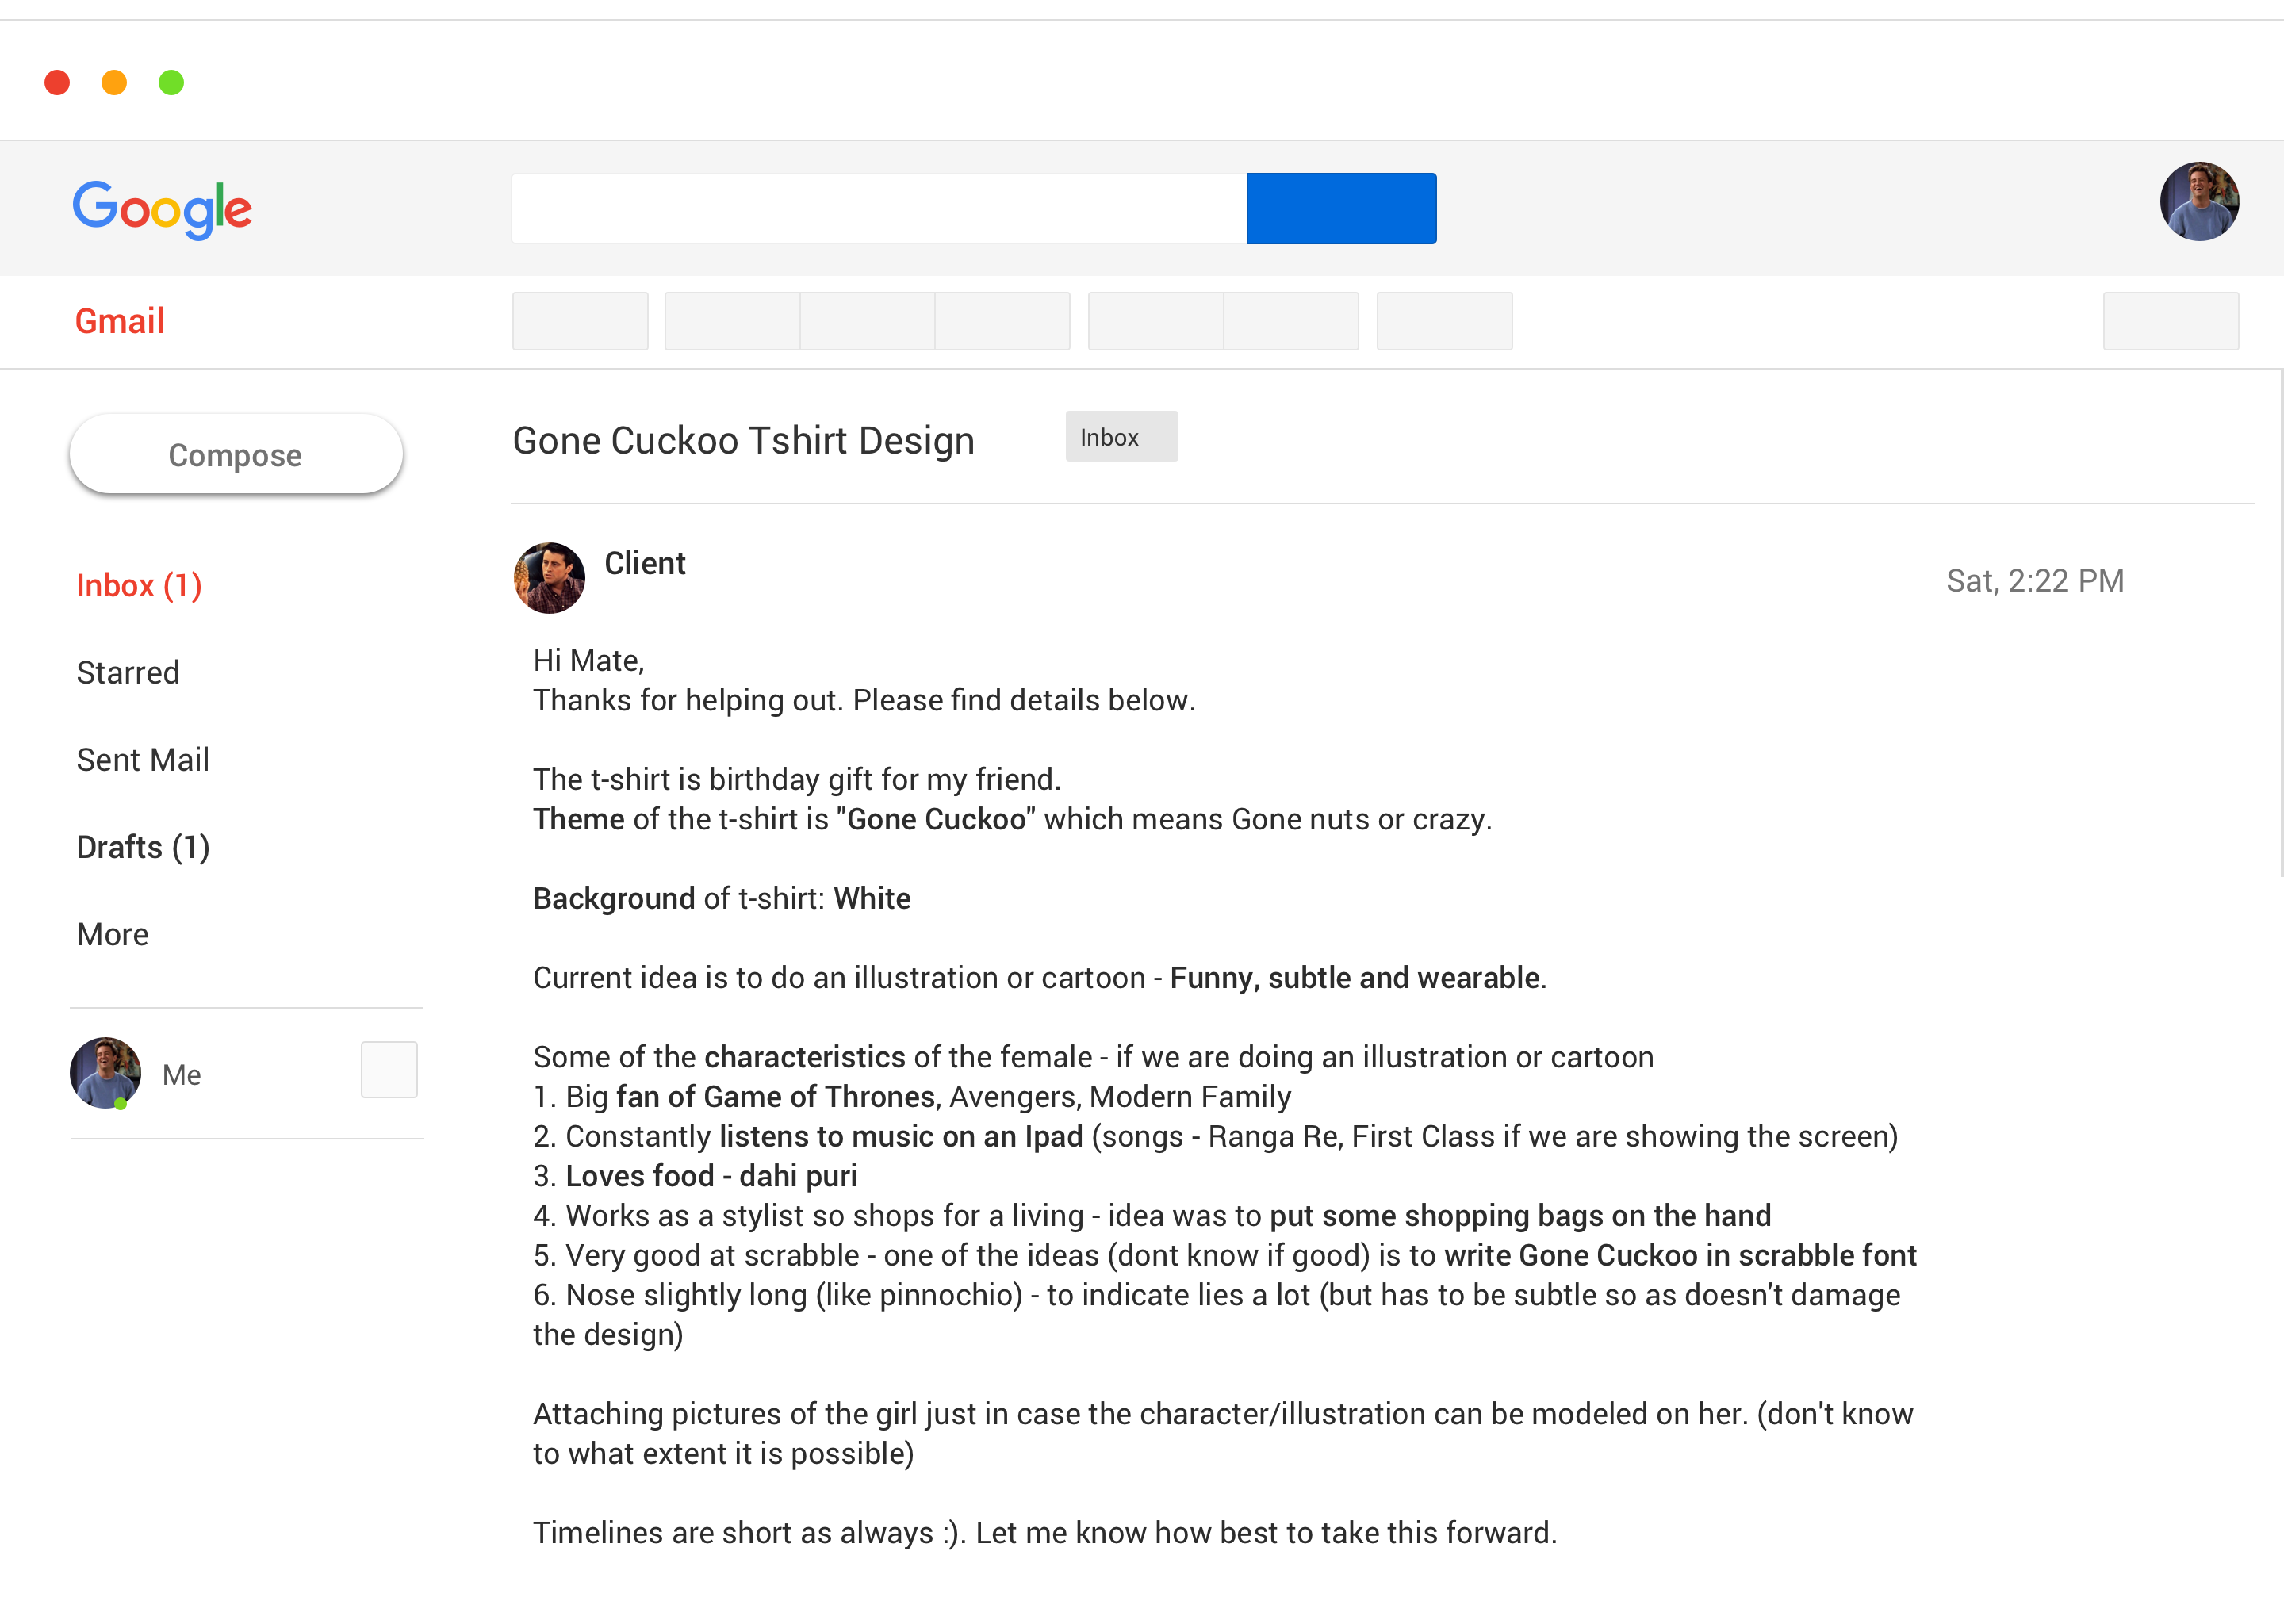 Google
Gmail
Compose
Inbox (1)
Starred
Sent Mail
Drafts (1)
More
Me
Gone Cuckoo Tshirt Design
Inbox
Client
Sat, 2:22 PM
Hi Mate,
Thanks for helping out. Please find details below.
The t-shirt is birthday gift for my friend.
Theme of the t-shirt is "Gone Cuckoo" which means Gone nuts or crazy.
Background of t-shirt: White
Current idea is to do an illustration or cartoon - Funny, subtle and wearable.
Some of the characteristics of the female - if we are doing an illustration or cartoon
1. Big fan of Game of Thrones, Avengers, Modern Family
2. Constantly listens to music on an Ipad (songs - Ranga Re, First Class if we are showing the screen)
3. Loves food - dahi puri
4. Works as a stylist so shops for a living - idea was to put some shopping bags on the hand
5. Very good at scrabble - one of the ideas (dont know if good) is to write Gone Cuckoo in scrabble font
6. Nose slightly long (like pinnochio) - to indicate lies a lot (but has to be subtle so as doesn't damage
the design)
Attaching pictures of the girl just in case the character/illustration can be modeled on her. (don't know
to what extent it is possible)
Timelines are short as always :). Let me know how best to take this forward.